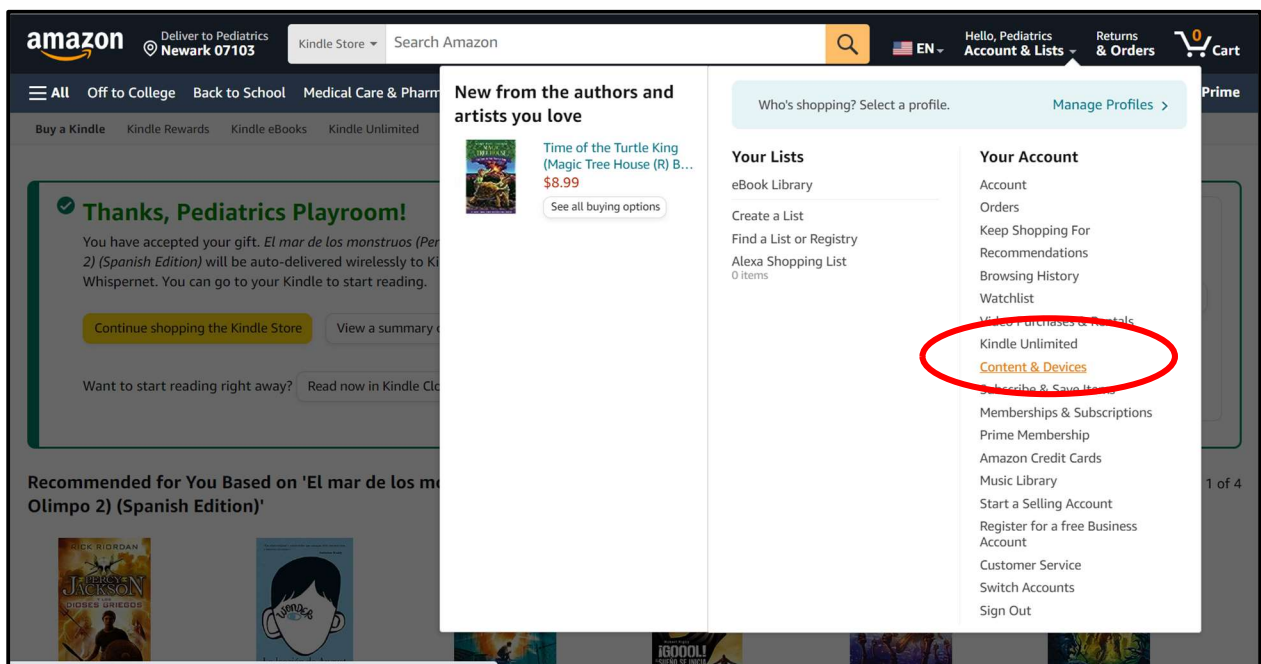 amazon
Deliver to Pediatrics
Newark 07103
Kindle Store
Search Amazon
EN
Hello, Pediatrics
Account & Lists
Returns
& Orders
0
Cart
All
Off to College
Back to School
Medical Care & Pharm
Prime
Buy a Kindle
Kindle Rewards
Kindle eBooks
Kindle Unlimited
Thanks, Pediatrics Playroom!
You have accepted your gift. El mar de los monstruos (Per
2) (Spanish Edition) will be auto-delivered wirelessly to Ki
Whispernet. You can go to your Kindle to start reading.
Continue shopping the Kindle Store
View a summary
Want to start reading right away?
Read now in Kindle Clo
New from the authors and
artists you love
Time of the Turtle King
(Magic Tree House (R) B...
$8.99
See all buying options
Who's shopping? Select a profile.
Manage Profiles
Your Lists
eBook Library
Create a List
Find a List or Registry
Alexa Shopping List
0 items
Your Account
Account
Orders
Keep Shopping For
Recommendations
Browsing History
Watchlist
Video Purchases & Rentals
Kindle Unlimited
Content & Devices
Subscribe & Save Items
Memberships & Subscriptions
Prime Membership
Amazon Credit Cards
Music Library
Start a Selling Account
Register for a free Business
Account
Customer Service
Switch Accounts
Sign Out
Recommended for You Based on 'El mar de los mo
Olimpo 2) (Spanish Edition)'
1 of 4
RICK RIORDAN
PERCY
JACKSON
DIOSES GRIEGOS
WONDER
¡GOOOL!